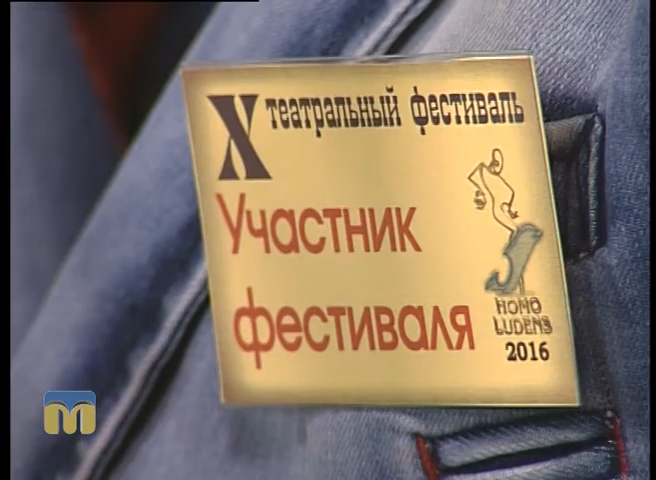 X театральный фестиваль
Участник
фестиваля
HOMO
LUDENS
2016
M